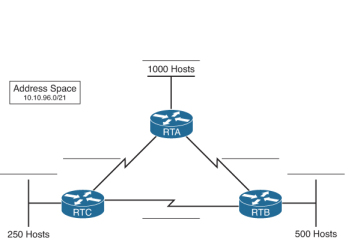 1000 Hosts
Address Space
10.10.96.0/21
RTA
RTC
RTB
250 Hosts
500 Hosts